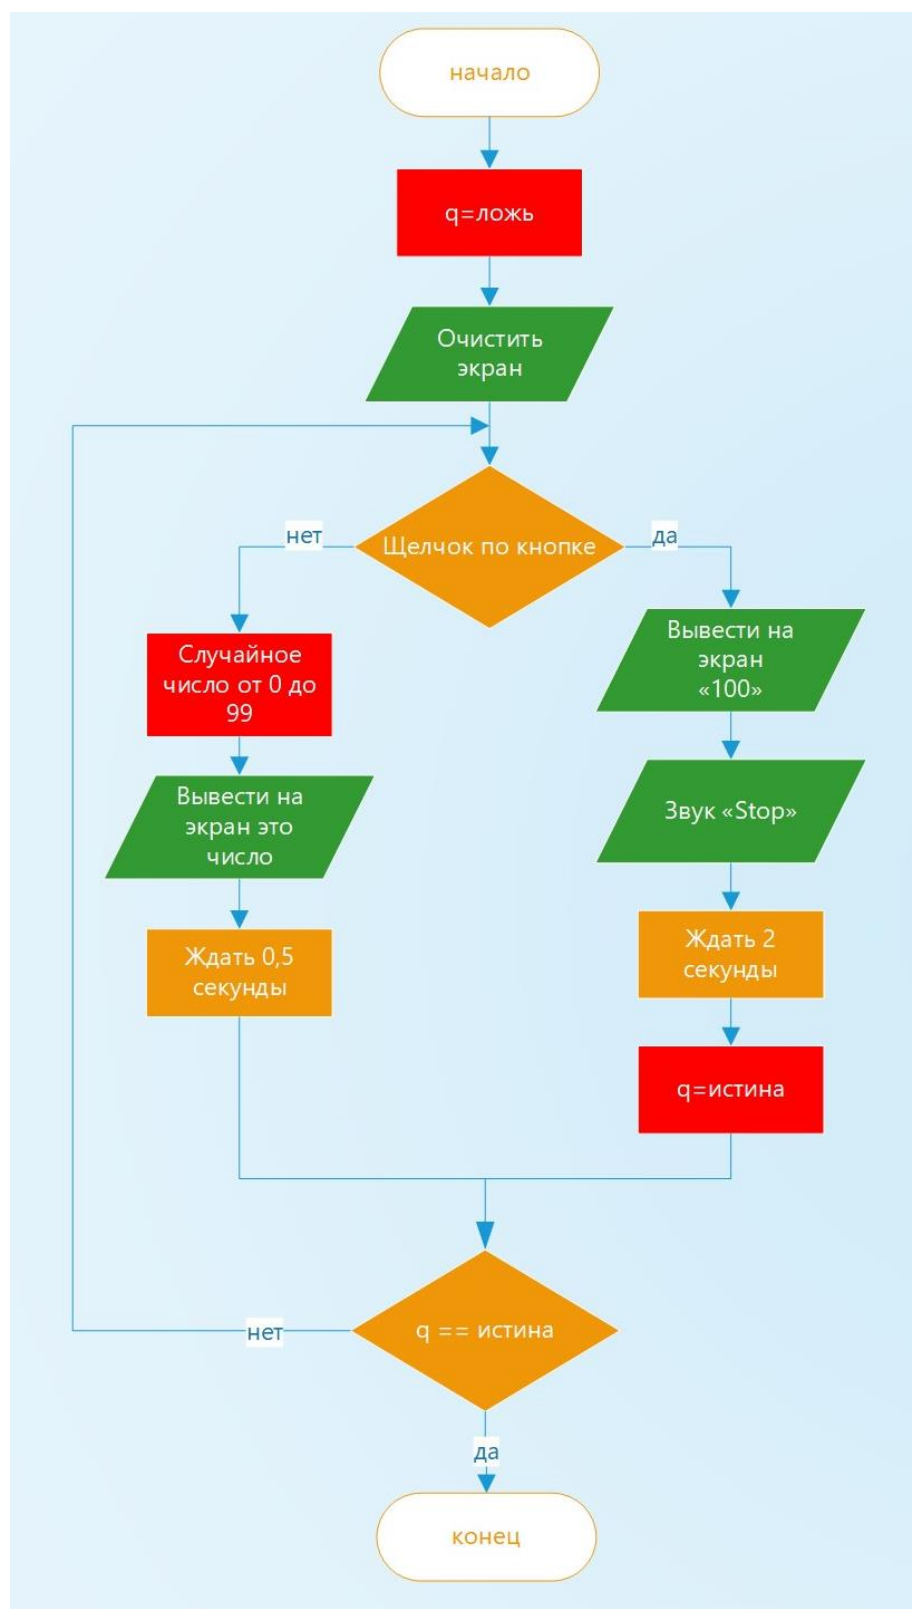 начало
q=ложь
Очистить
экран
Щелчок по кнопке
нет
да
Случайное
число от 0 до
99
Вывести на
экран это
число
Ждать 0,5
секунды
Вывести на
экран
«100»
Звук «Stop»
Ждать 2
секунды
q=истина
q == истина
нет
да
конец